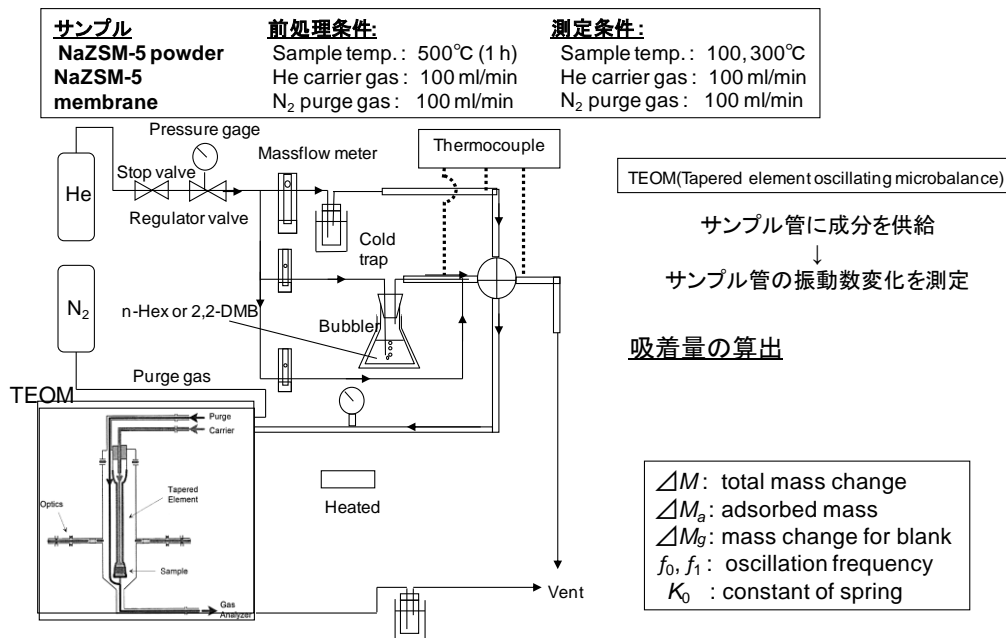 サンプル
NaZSM-5 powder
NaZSM-5
membrane
前処理条件:
Sample temp. : 500℃ (1 h)
He carrier gas : 100 ml/min
N2 purge gas : 100 ml/min
測定条件:
Sample temp. : 100, 300℃
He carrier gas : 100 ml/min
N2 purge gas : 100 ml/min
Pressure gage
Massflow meter
Thermocouple
Stop valve
He
Regulator valve
Cold
trap
N2
n-Hex or 2,2-DMB
Bubbler
Purge gas
TEOM
Purge
Carrier
Tapered
Element
Optics
Sample
Gas
Analyzer
Heated
Vent
TEOM(Tapered element oscillating microbalance)
サンプル管に成分を供給
↓
サンプル管の振動数変化を測定
吸着量の算出
⊿M : total mass change
⊿Ma : adsorbed mass
⊿Mg : mass change for blank
f0, f1 : oscillation frequency
K0 : constant of spring